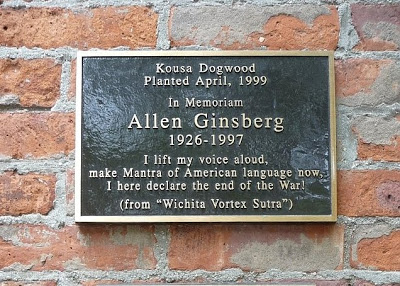 Kousa Dogwood
Planted April, 1999
In Memoriam
Allen Ginsberg
1926-1997
I lift my voice aloud,
make Mantra of American language now,
I here declare the end of the War!
(from "Wichita Vortex Sutra")